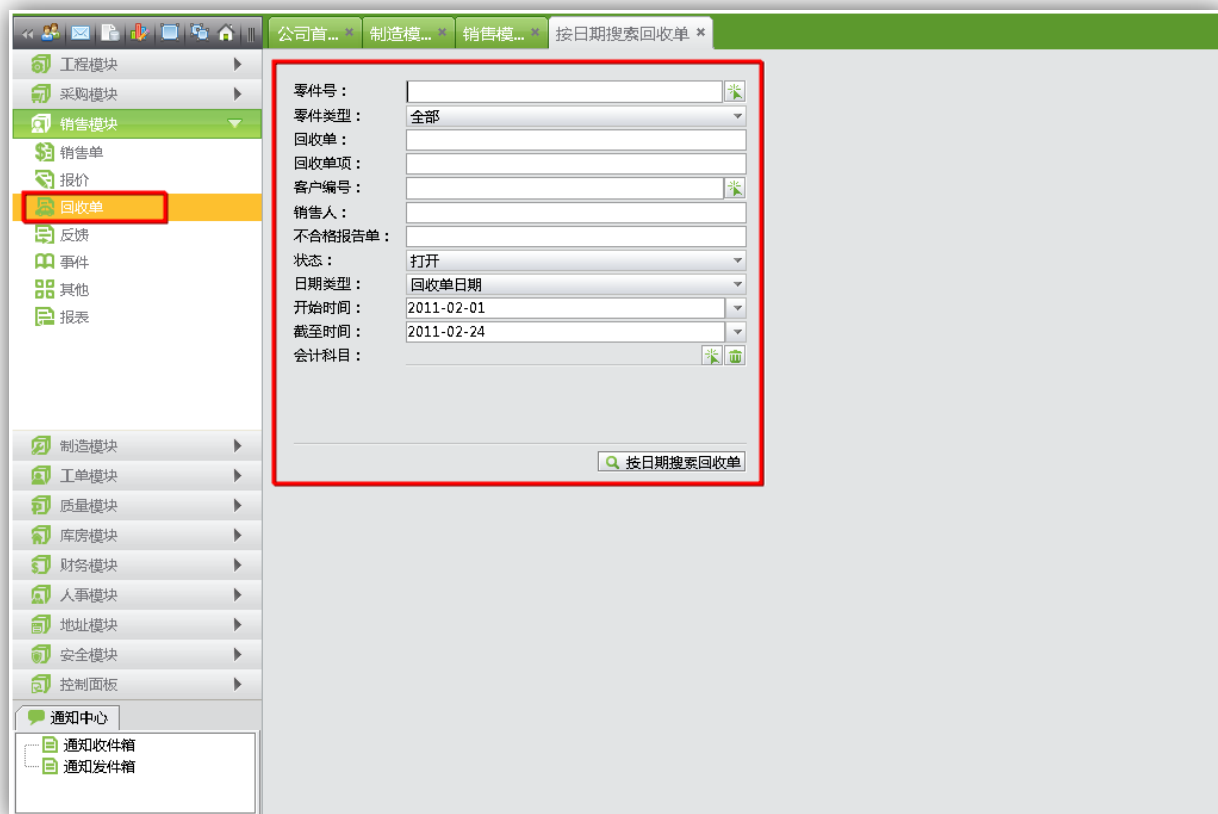 公司首...
制造模...
销售模...
按日期搜索回收单
工程模块
采购模块
销售模块
销售单
报价
回收单
反馈
事件
其他
报表
制造模块
工单模块
质量模块
库房模块
财务模块
人事模块
地址模块
安全模块
控制面板
通知中心
通知收件箱
通知发件箱
零件号：
零件类型： 全部
回收单：
回收单项：
客户编号：
销售人：
不合格报告单：
状态： 打开
日期类型： 回收单日期
开始时间： 2011-02-01
截至时间： 2011-02-24
会计科目：
按日期搜索回收单